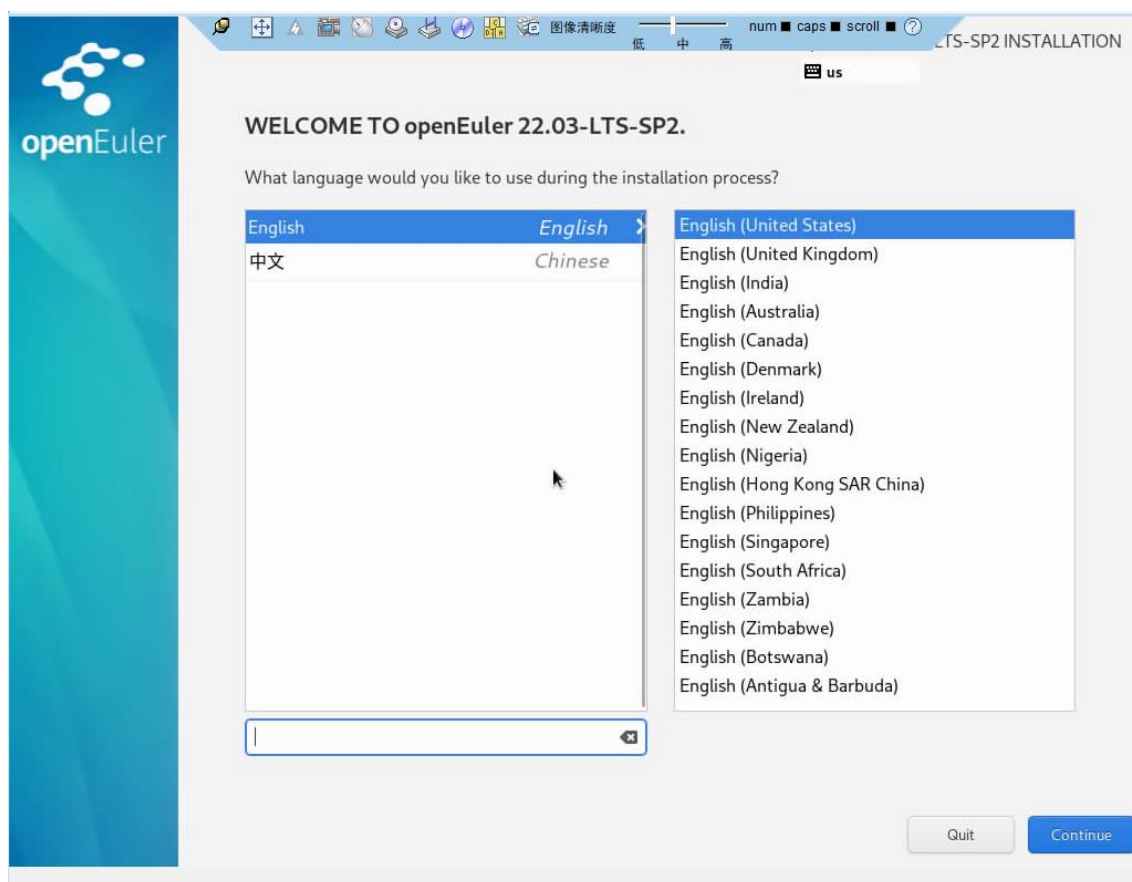 图像清晰度
低 中 高
num caps scroll ?
LTS-SP2 INSTALLATION
us
openEuler
WELCOME TO openEuler 22.03-LTS-SP2.
What language would you like to use during the installation process?
English English
中文 Chinese
English (United States)
English (United Kingdom)
English (India)
English (Australia)
English (Canada)
English (Denmark)
English (Ireland)
English (New Zealand)
English (Nigeria)
English (Hong Kong SAR China)
English (Philippines)
English (Singapore)
English (South Africa)
English (Zambia)
English (Zimbabwe)
English (Botswana)
English (Antigua & Barbuda)
Quit
Continue